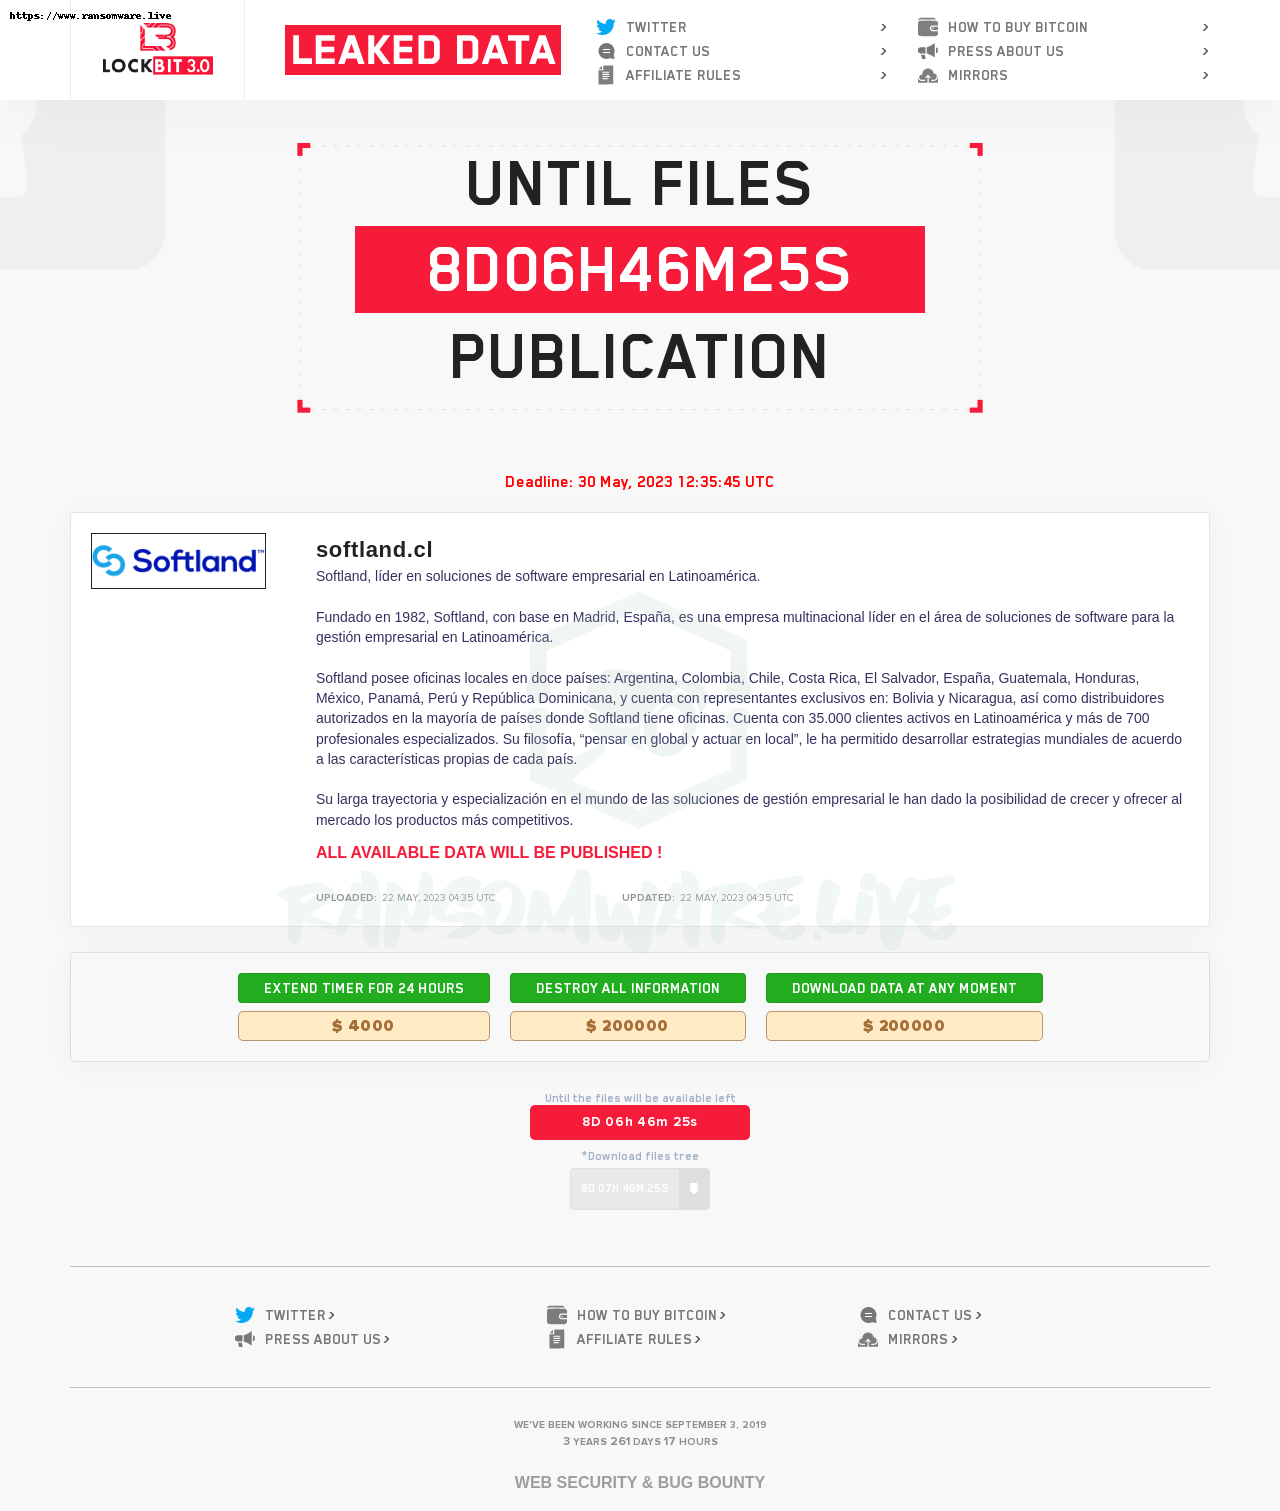 https://www.ransomware.live
LOCKBIT 3.0
LEAKED DATA
TWITTER
CONTACT US
AFFILIATE RULES
HOW TO BUY BITCOIN
PRESS ABOUT US
MIRRORS
UNTIL FILES
8D06H46M25S
PUBLICATION
Deadline: 30 May, 2023 12:35:45 UTC
Softland™
softland.cl
Softland, líder en soluciones de software empresarial en Latinoamérica.
Fundado en 1982, Softland, con base en Madrid, España, es una empresa multinacional líder en el área de soluciones de software para la
gestión empresarial en Latinoamérica.
Softland posee oficinas locales en doce países: Argentina, Colombia, Chile, Costa Rica, El Salvador, España, Guatemala, Honduras,
México, Panamá, Perú y República Dominicana, y cuenta con representantes exclusivos en: Bolivia y Nicaragua, así como distribuidores
autorizados en la mayoría de países donde Softland tiene oficinas. Cuenta con 35.000 clientes activos en Latinoamérica y más de 700
profesionales especializados. Su filosofía, “pensar en global y actuar en local”, le ha permitido desarrollar estrategias mundiales de acuerdo
a las características propias de cada país.
Su larga trayectoria y especialización en el mundo de las soluciones de gestión empresarial le han dado la posibilidad de crecer y ofrecer al
mercado los productos más competitivos.
ALL AVAILABLE DATA WILL BE PUBLISHED !
UPLOADED: 22 MAY, 2023 04:35 UTC
UPDATED: 22 MAY, 2023 04:35 UTC
RANSOMWARE.LIVE
EXTEND TIMER FOR 24 HOURS
$ 4000
DESTROY ALL INFORMATION
$ 200000
DOWNLOAD DATA AT ANY MOMENT
$ 200000
Until the files will be available left
8D 06h 46m 25s
*Download files tree
8D 07H 46M 25S
TWITTER
PRESS ABOUT US
HOW TO BUY BITCOIN
AFFILIATE RULES
CONTACT US
MIRRORS
WE'VE BEEN WORKING SINCE SEPTEMBER 3, 2019
3 YEARS 261 DAYS 17 HOURS
WEB SECURITY & BUG BOUNTY